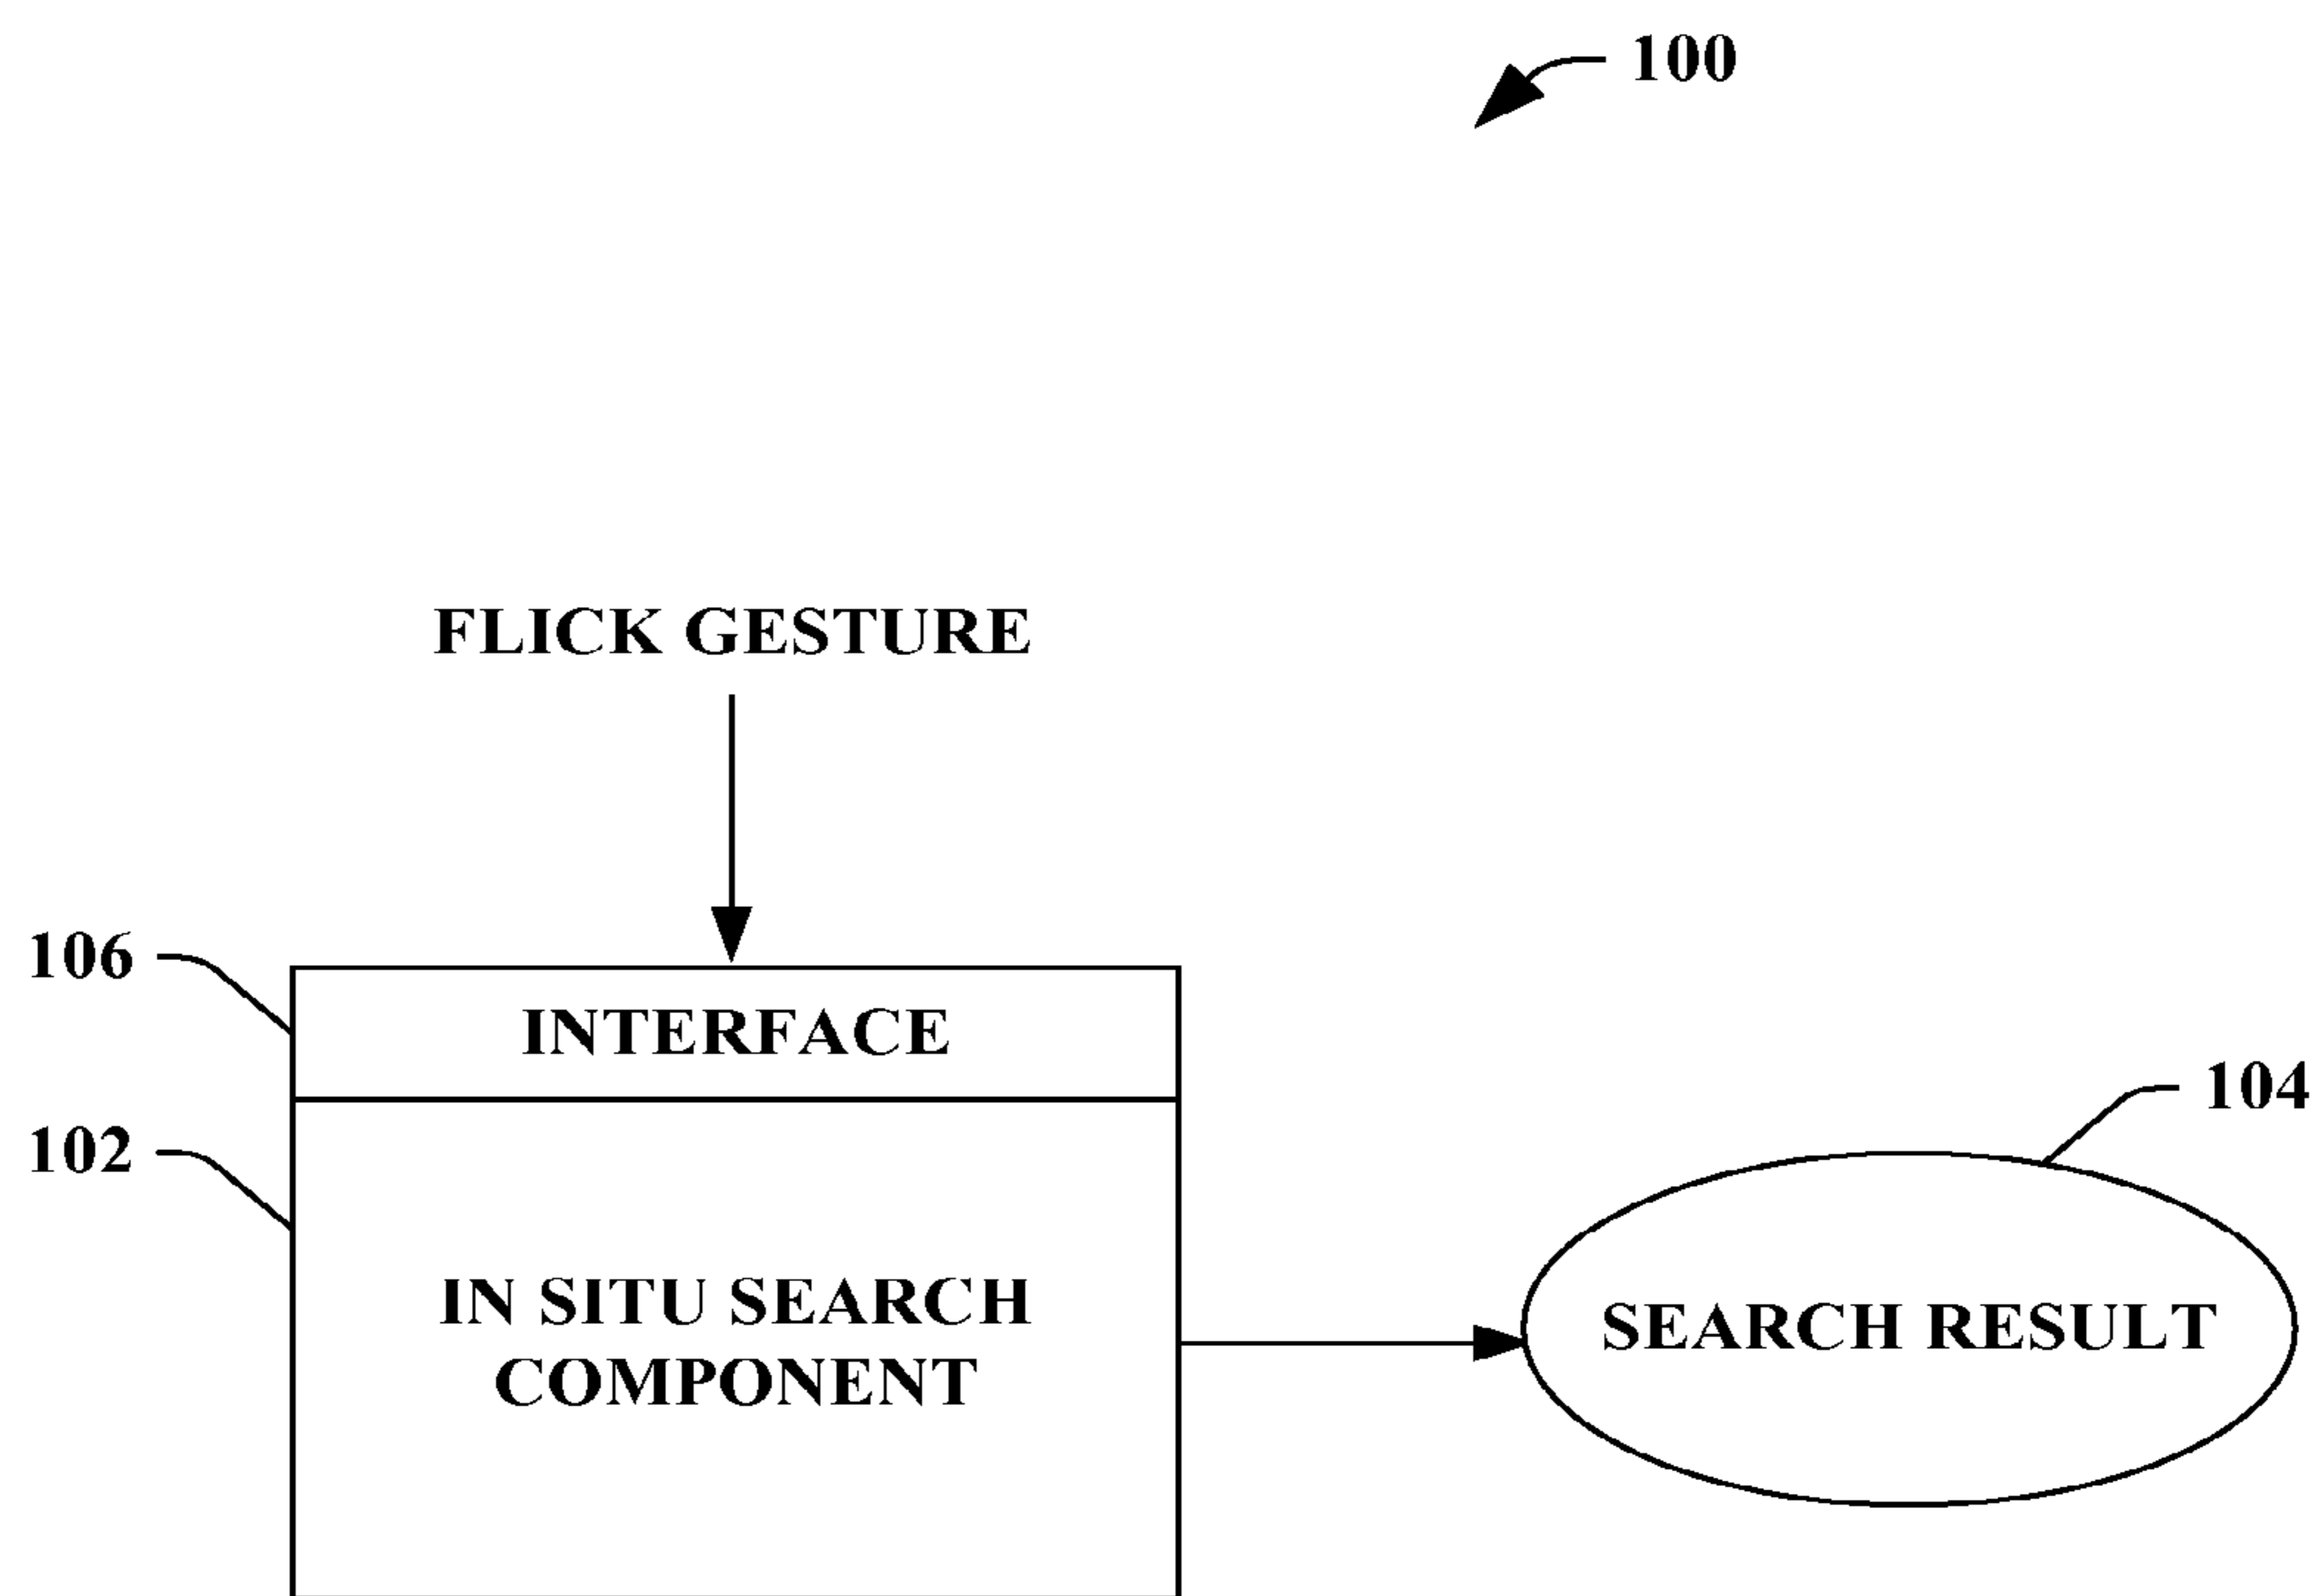 100
FLICK GESTURE
106
INTERFACE
104
102
IN SITU SEARCH
COMPONENT
SEARCH RESULT